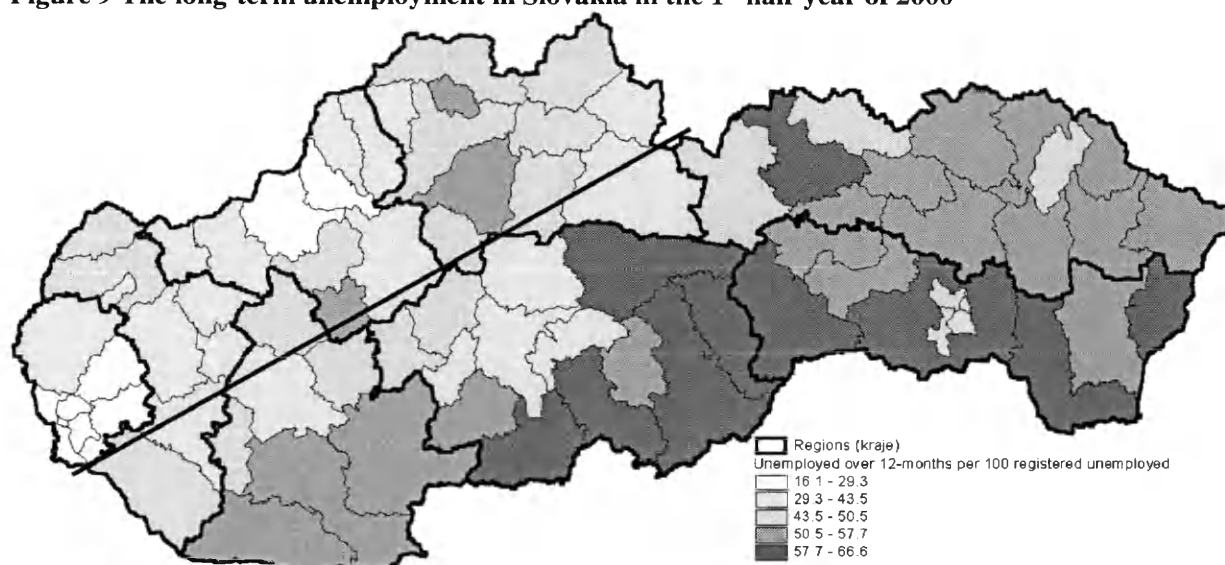 Figure 9 The long-term unemployment in Slovakia in the 1 half-year of 2000
Regions (kraje)
Unemployed over 12-months per 100 registered unemployed
16 1 - 29.3
29.3 - 43.5
43.5 - 50.5
50.5 - 57.7
57 7 - 66.6